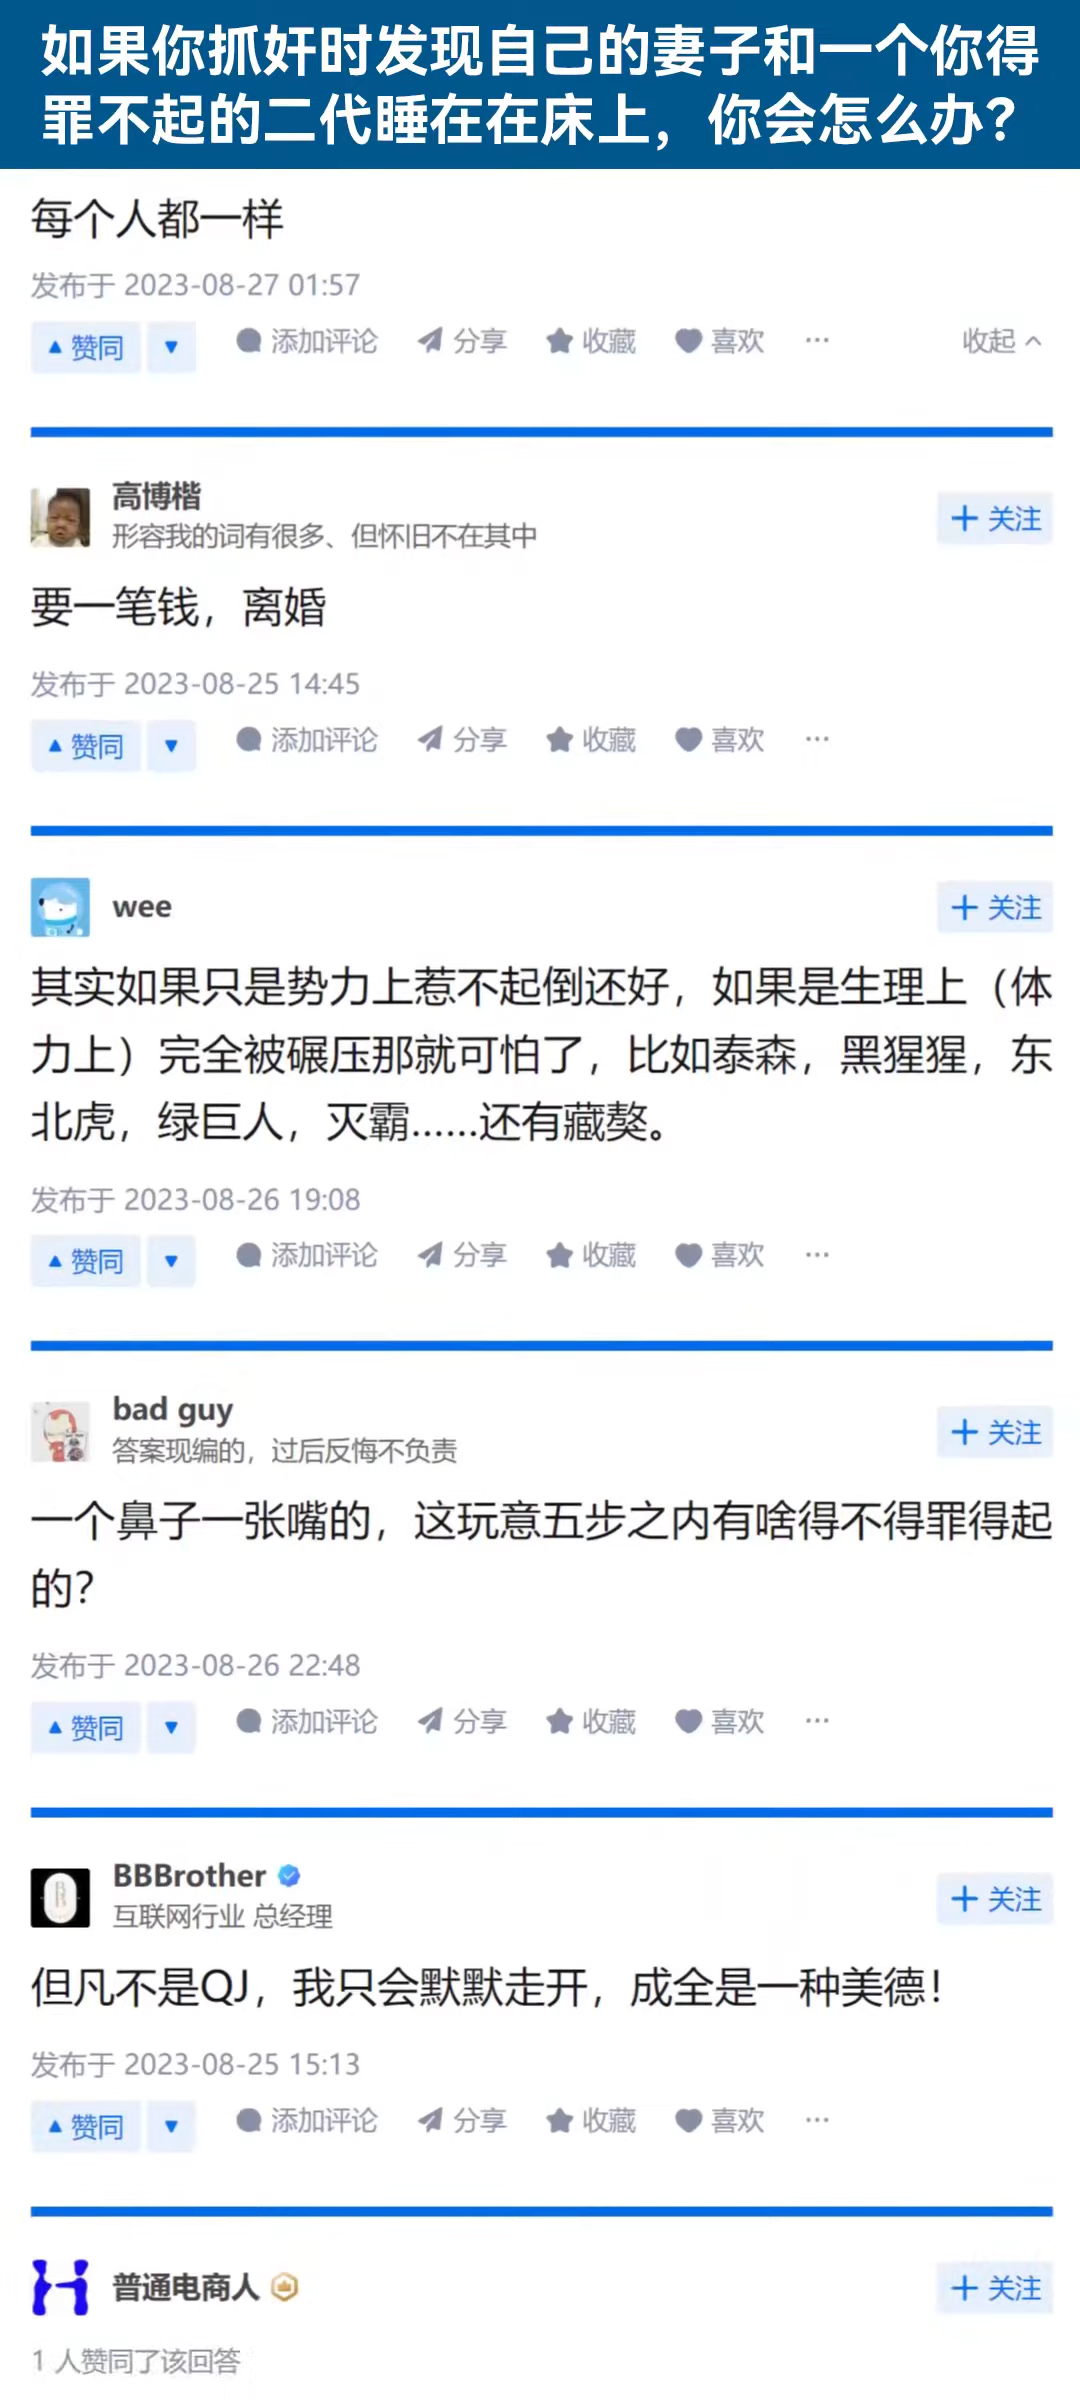 如果你抓奸时发现自己的妻子和一个你得
罪不起的二代睡在在床上，你会怎么办？
每个人都一样
发布于 2023-08-27 01:57
赞同 添加评论 分享 收藏 喜欢 ··· 收起
高博楷
形容我的词有很多、但怀旧不在其中
+ 关注
要一笔钱，离婚
发布于 2023-08-25 14:45
赞同 添加评论 分享 收藏 喜欢 ···
wee
+ 关注
其实如果只是势力上惹不起倒还好，如果是生理上（体
力上）完全被碾压那就可怕了，比如泰森，黑猩猩，东
北虎，绿巨人，灭霸……还有藏獒。
发布于 2023-08-26 19:08
赞同 添加评论 分享 收藏 喜欢 ···
bad guy
答案现编的，过后反悔不负责
+ 关注
一个鼻子一张嘴的，这玩意五步之内有啥得不得罪得起
的？
发布于 2023-08-26 22:48
赞同 添加评论 分享 收藏 喜欢 ···
BBBrother
互联网行业 总经理
+ 关注
但凡不是QJ，我只会默默走开，成全是一种美德！
发布于 2023-08-25 15:13
赞同 添加评论 分享 收藏 喜欢 ···
普通电商人
+ 关注
1 人赞同了该回答